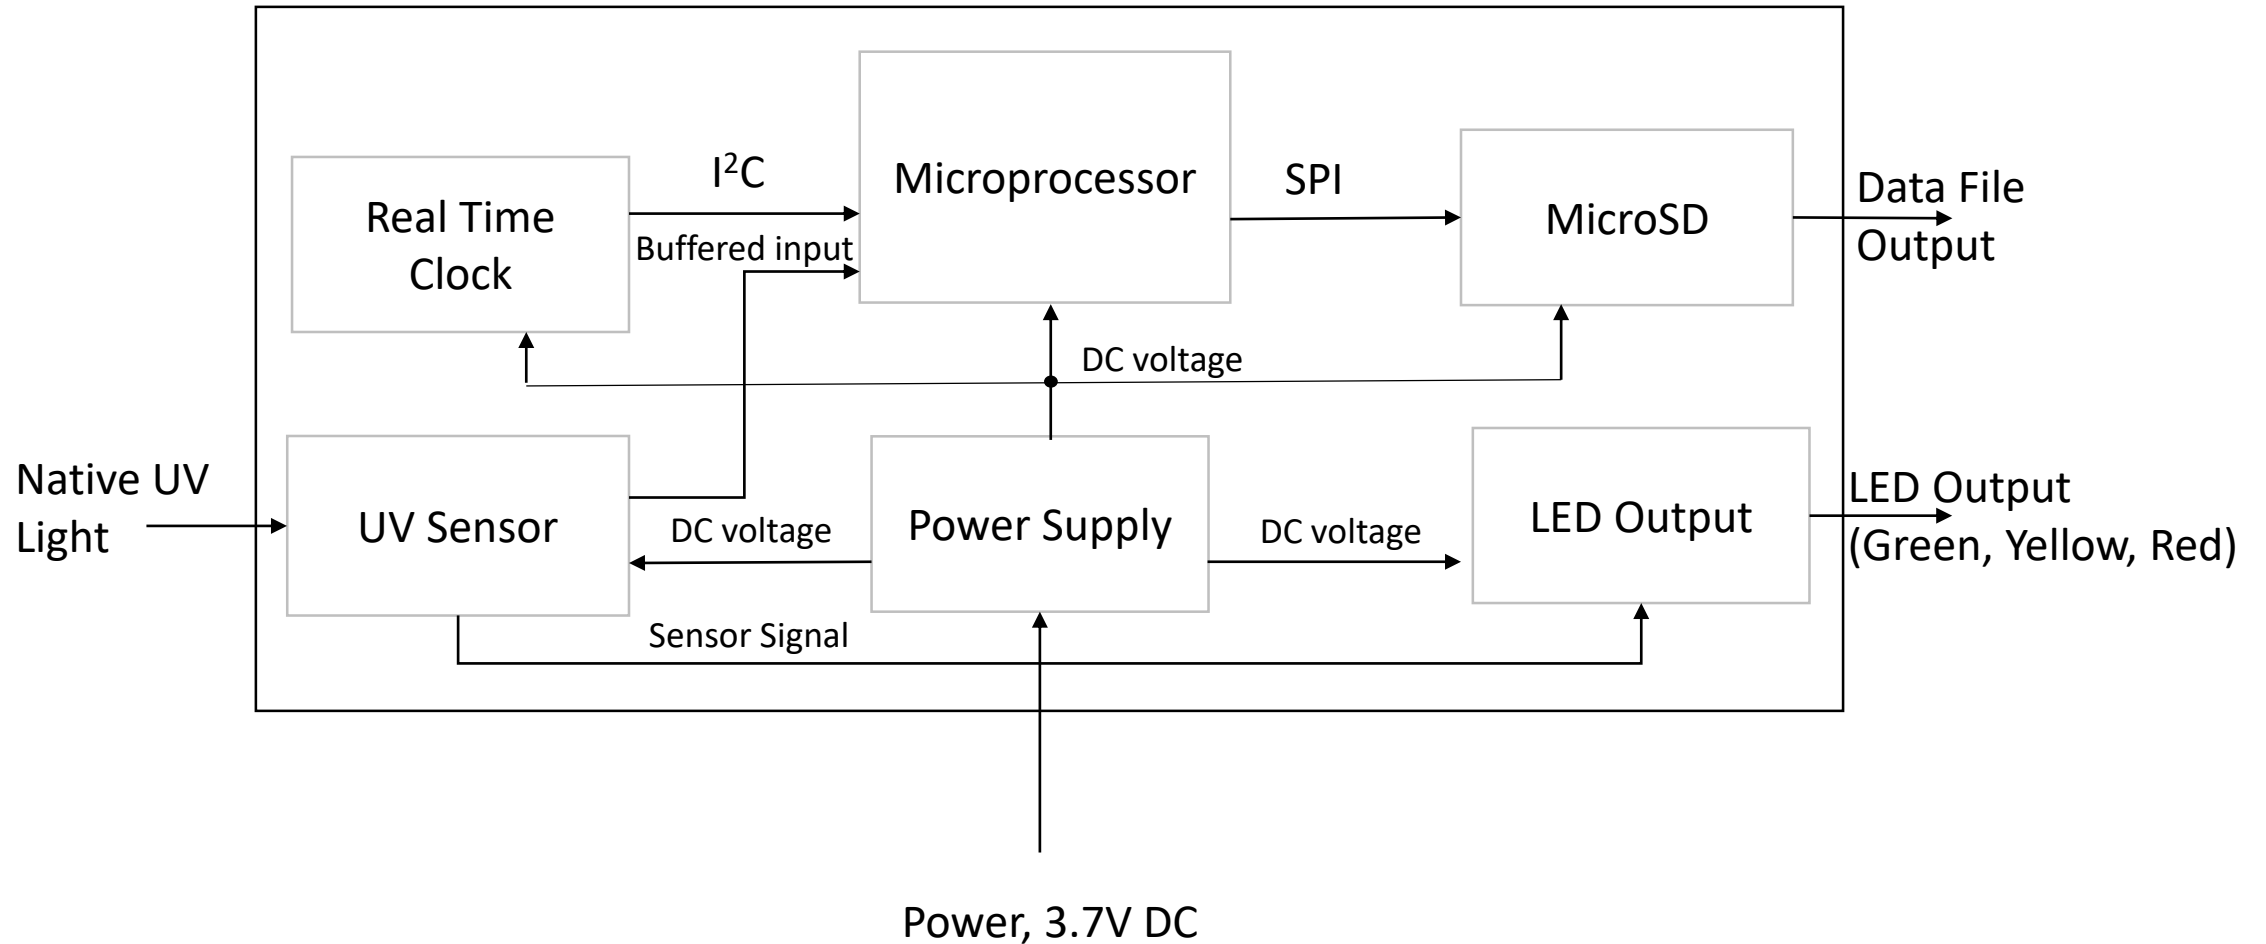 I²C
Microprocessor
SPI
Real Time
Clock
Buffered input
MicroSD
Data File
Output
DC voltage
Native UV
Light
UV Sensor
DC voltage
Power Supply
DC voltage
LED Output
LED Output
(Green, Yellow, Red)
Sensor Signal
Power, 3.7V DC